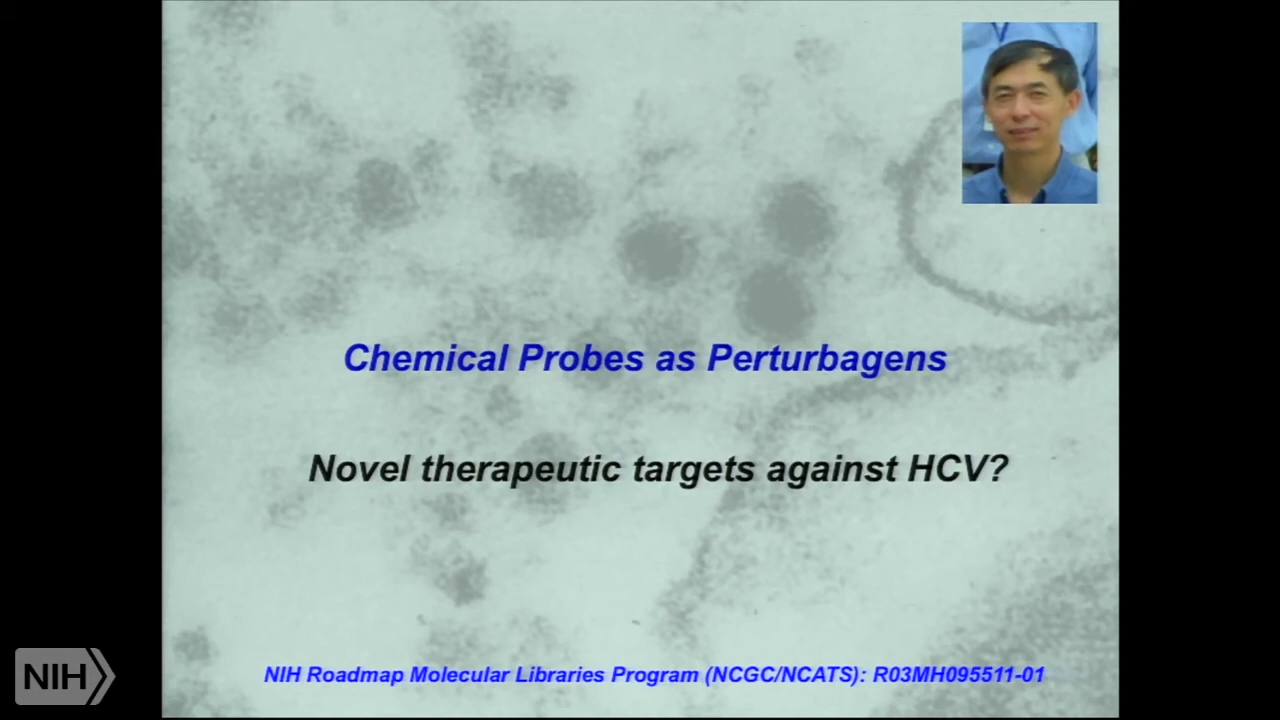 Chemical Probes as Perturbagens
Novel therapeutic targets against HCV?
NIH Roadmap Molecular Libraries Program (NCGC/NCATS): R03MH095511-01
NIH